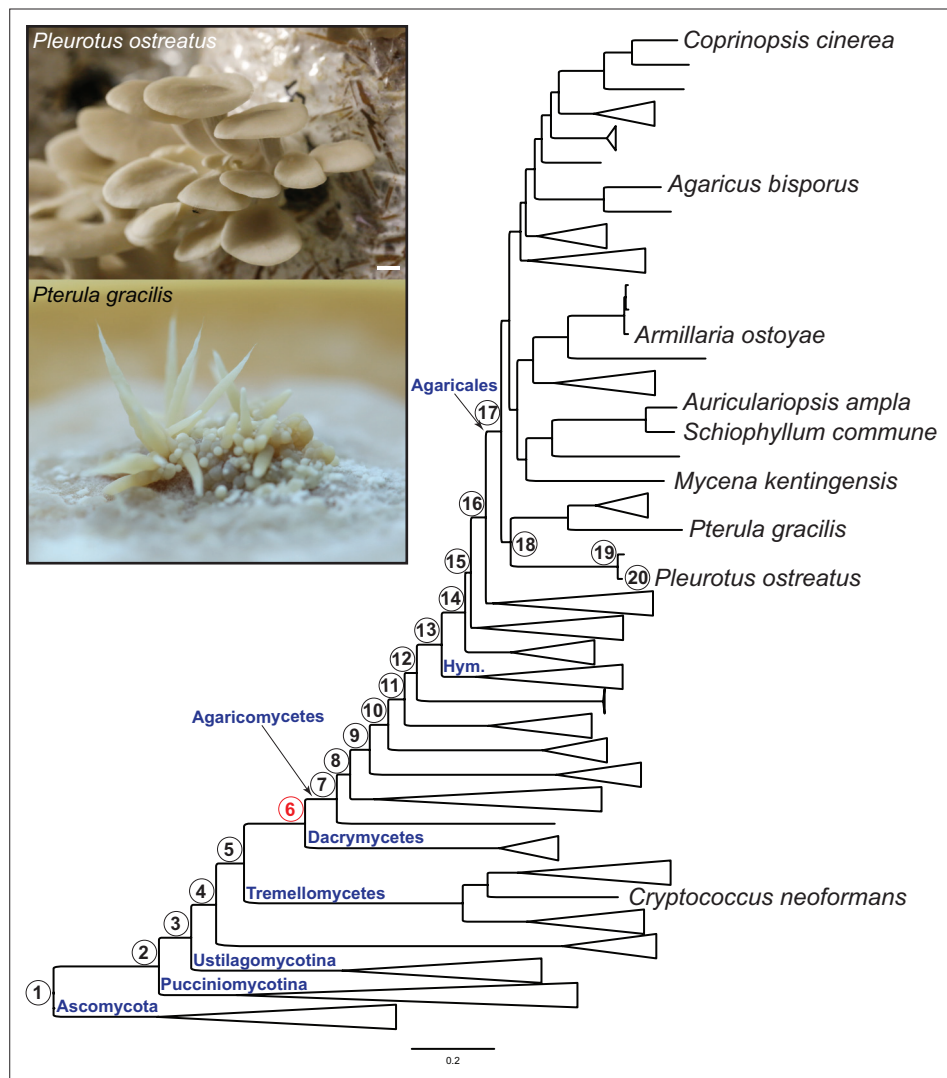 Pleurotus ostreatus
Pterula gracilis
Coprinopsis cinerea
Agaricus bisporus
Armillaria ostoyae
Agaricales
Auriculariopsis ampla
17
Schiophyllum commune
Mycena kentingensis
16
Pterula gracilis
18
19
15
20 Pleurotus ostreatus
14
13
12
Hym.
11
10
Agaricomycetes
9
8
7
6
Dacrymycetes
5
Tremellomycetes
Cryptococcus neoformans
4
3
2
Ustilagomycotina
Pucciniomycotina
1
Ascomycota
0.2